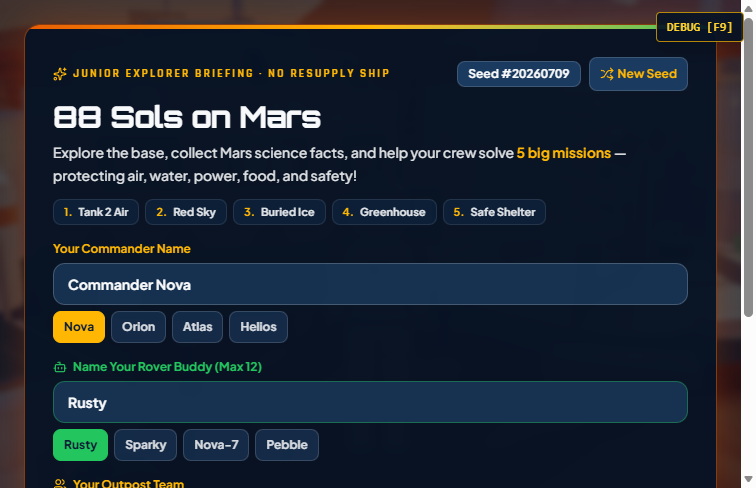 DEBUG [F9]
JUNIOR EXPLORER BRIEFING · NO RESUPPLY SHIP
Seed #20260709
New Seed
88 Sols on Mars
Explore the base, collect Mars science facts, and help your crew solve 5 big missions —
protecting air, water, power, food, and safety!
1. Tank 2 Air
2. Red Sky
3. Buried Ice
4. Greenhouse
5. Safe Shelter
Your Commander Name
Commander Nova
Nova
Orion
Atlas
Helios
Name Your Rover Buddy (Max 12)
Rusty
Rusty
Sparky
Nova-7
Pebble
Your Outpost Team